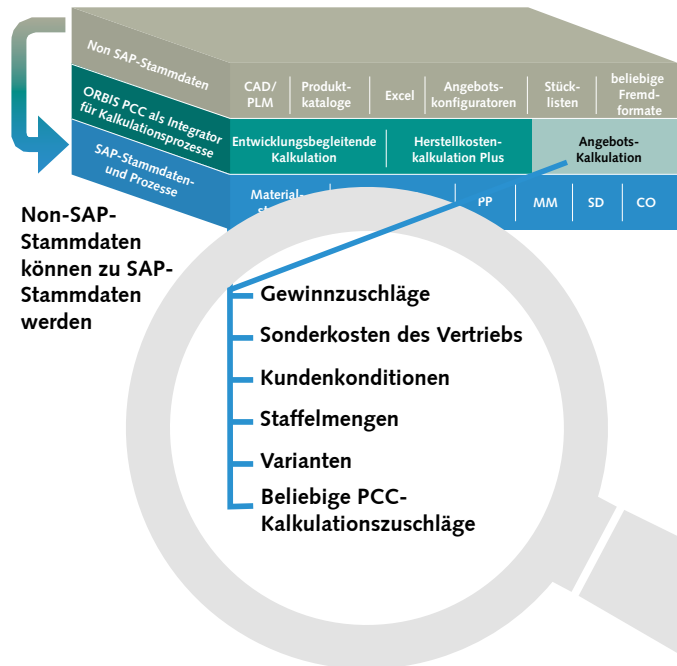 Non SAP-Stammdaten
CAD/
PLM
Produkt-
kataloge
Excel
Angebots-
konfiguratoren
Stück-
listen
beliebige
Fremd-
formate
ORBIS PCC als Integrator
für Kalkulationsprozesse
Entwicklungsbegleitende
Kalkulation
Herstellkosten-
kalkulation Plus
Angebots-
Kalkulation
SAP-Stammdaten-
und Prozesse
Material-
PP
MM
SD
CO
Non-SAP-
Stammdaten
können zu SAP-
Stammdaten
werden
Gewinnzuschläge
Sonderkosten des Vertriebs
Kundenkonditionen
Staffelmengen
Varianten
Beliebige PCC-
Kalkulationszuschläge